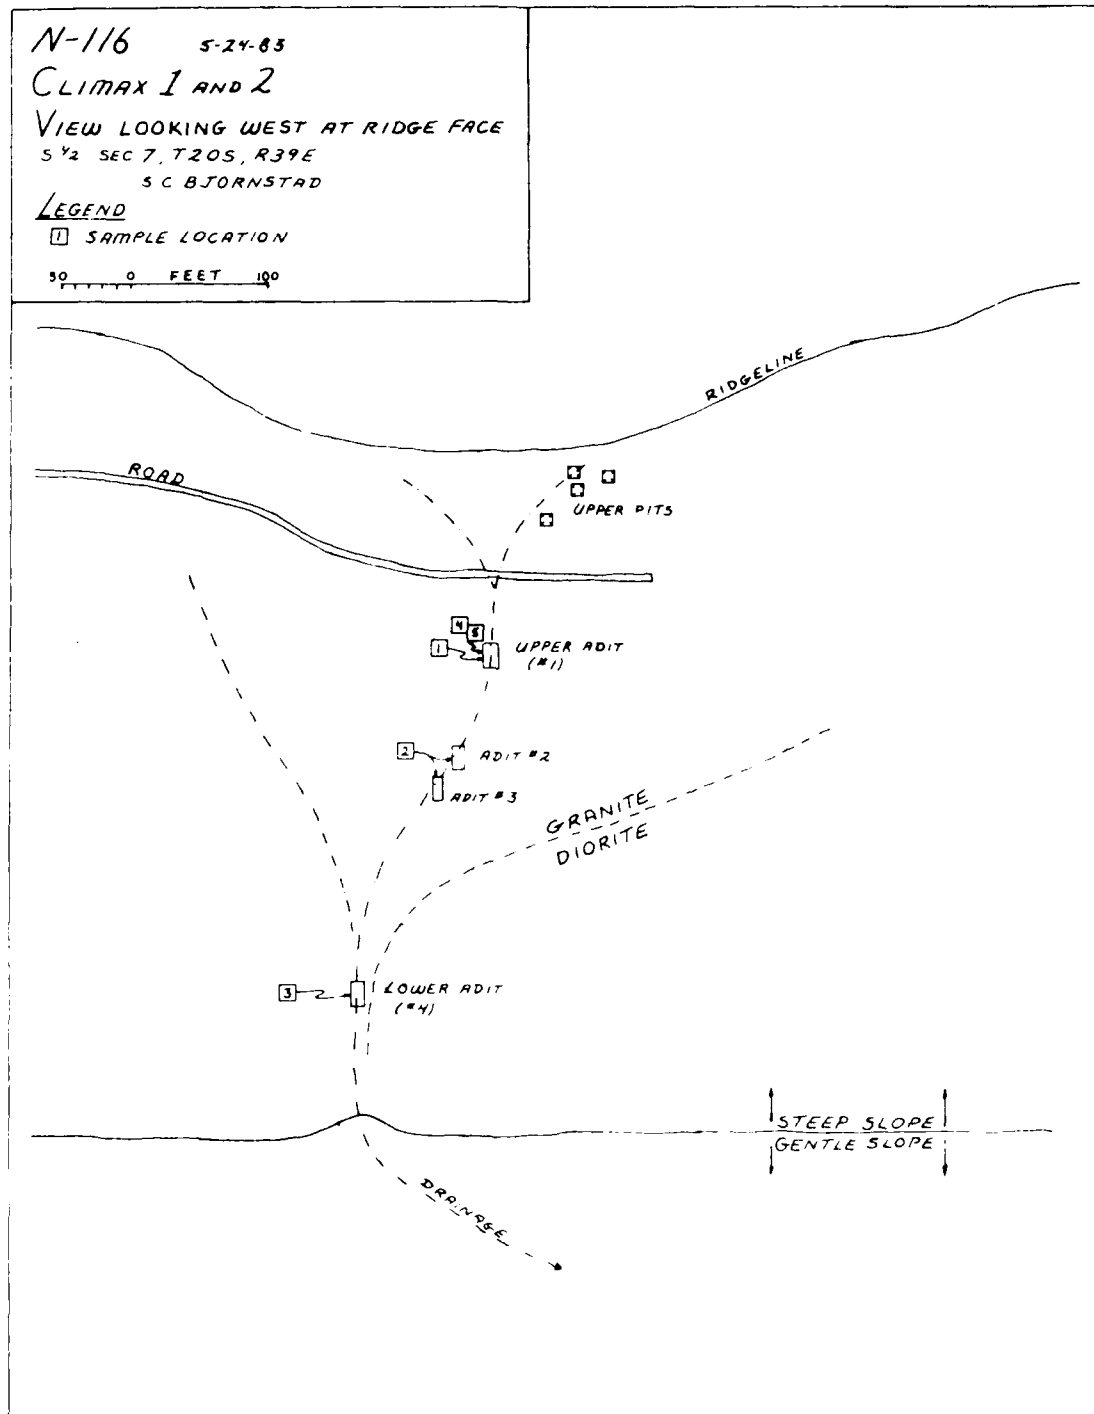 N-116 5-24-83
CLIMAX 1 AND 2
VIEW LOOKING WEST AT RIDGE FACE
S 1/2 SEC 7, T20S, R39E
S C BJORNSTAD
LEGEND
1 SAMPLE LOCATION
50 0 FEET 100
RIDGELINE
ROAD
UPPER PITS
4
5
1
UPPER ADIT
(#1)
2
ADIT #2
ADIT #3
GRANITE
DIORITE
3
LOWER ADIT
(#4)
STEEP SLOPE
GENTLE SLOPE
DRAINAGE